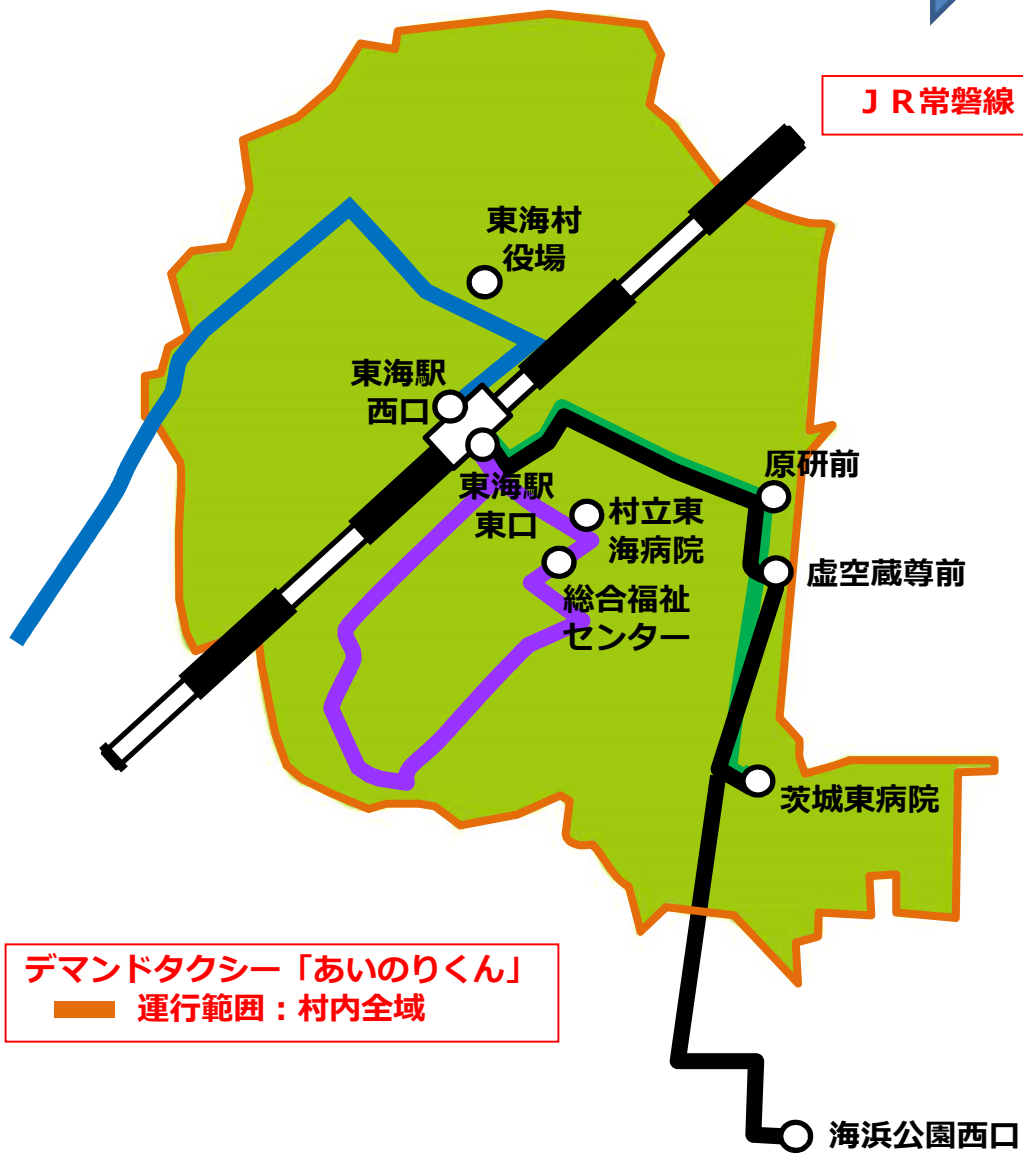 ＪＲ常磐線
東海村
役場
東海駅
西口
原研前
東海駅
東口
村立東
海病院
虚空蔵尊前
総合福祉
センター
茨城東病院
デマンドタクシー「あいのりくん」
運行範囲：村内全域
海浜公園西口